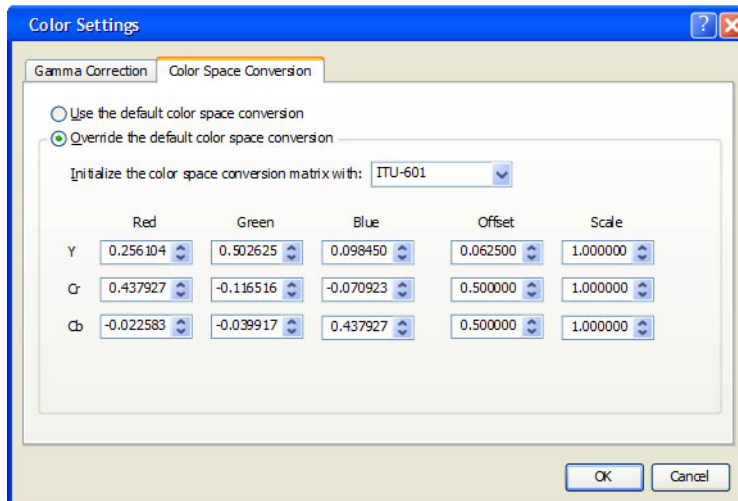 Color Settings
Gamma Correction Color Space Conversion
Use the default color space conversion
Override the default color space conversion
Initialize the color space conversion matrix with: ITU-601
Red Green Blue Offset Scale
Y 0.256104 0.502625 0.098450 0.062500 1.000000
Cr 0.437927 -0.116516 -0.070923 0.500000 1.000000
Cb -0.022583 -0.039917 0.437927 0.500000 1.000000
OK Cancel